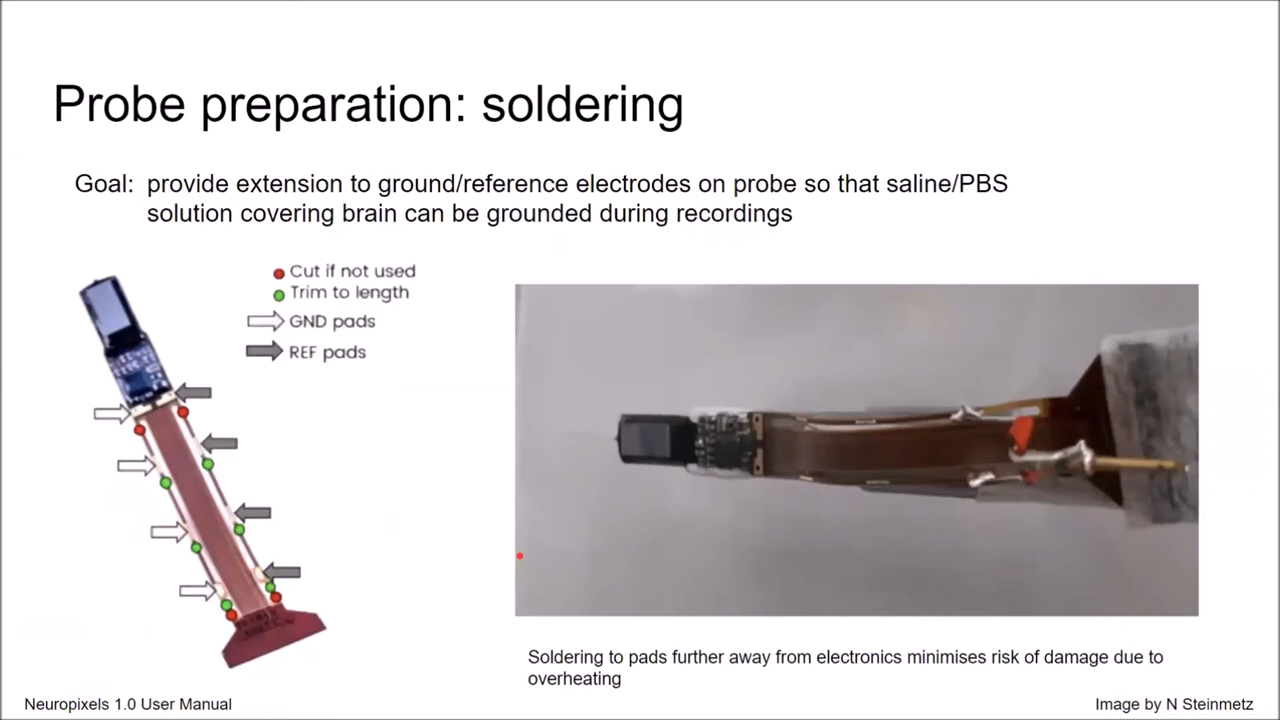 Probe preparation: soldering
Goal: provide extension to ground/reference electrodes on probe so that saline/PBS
solution covering brain can be grounded during recordings
Cut if not used
Trim to length
GND pads
REF pads
Soldering to pads further away from electronics minimises risk of damage due to
overheating
Neuropixels 1.0 User Manual
Image by N Steinmetz